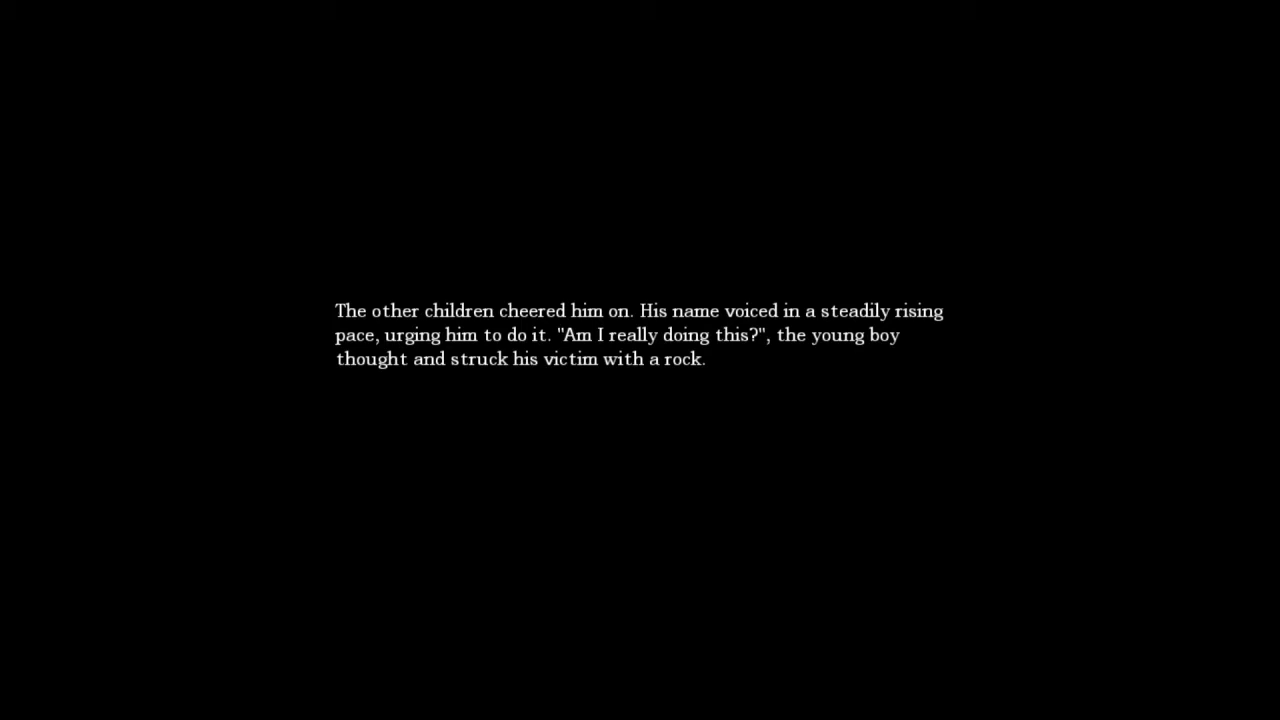 The other children cheered him on. His name voiced in a steadily rising
pace, urging him to do it. "Am I really doing this?", the young boy
thought and struck his victim with a rock.